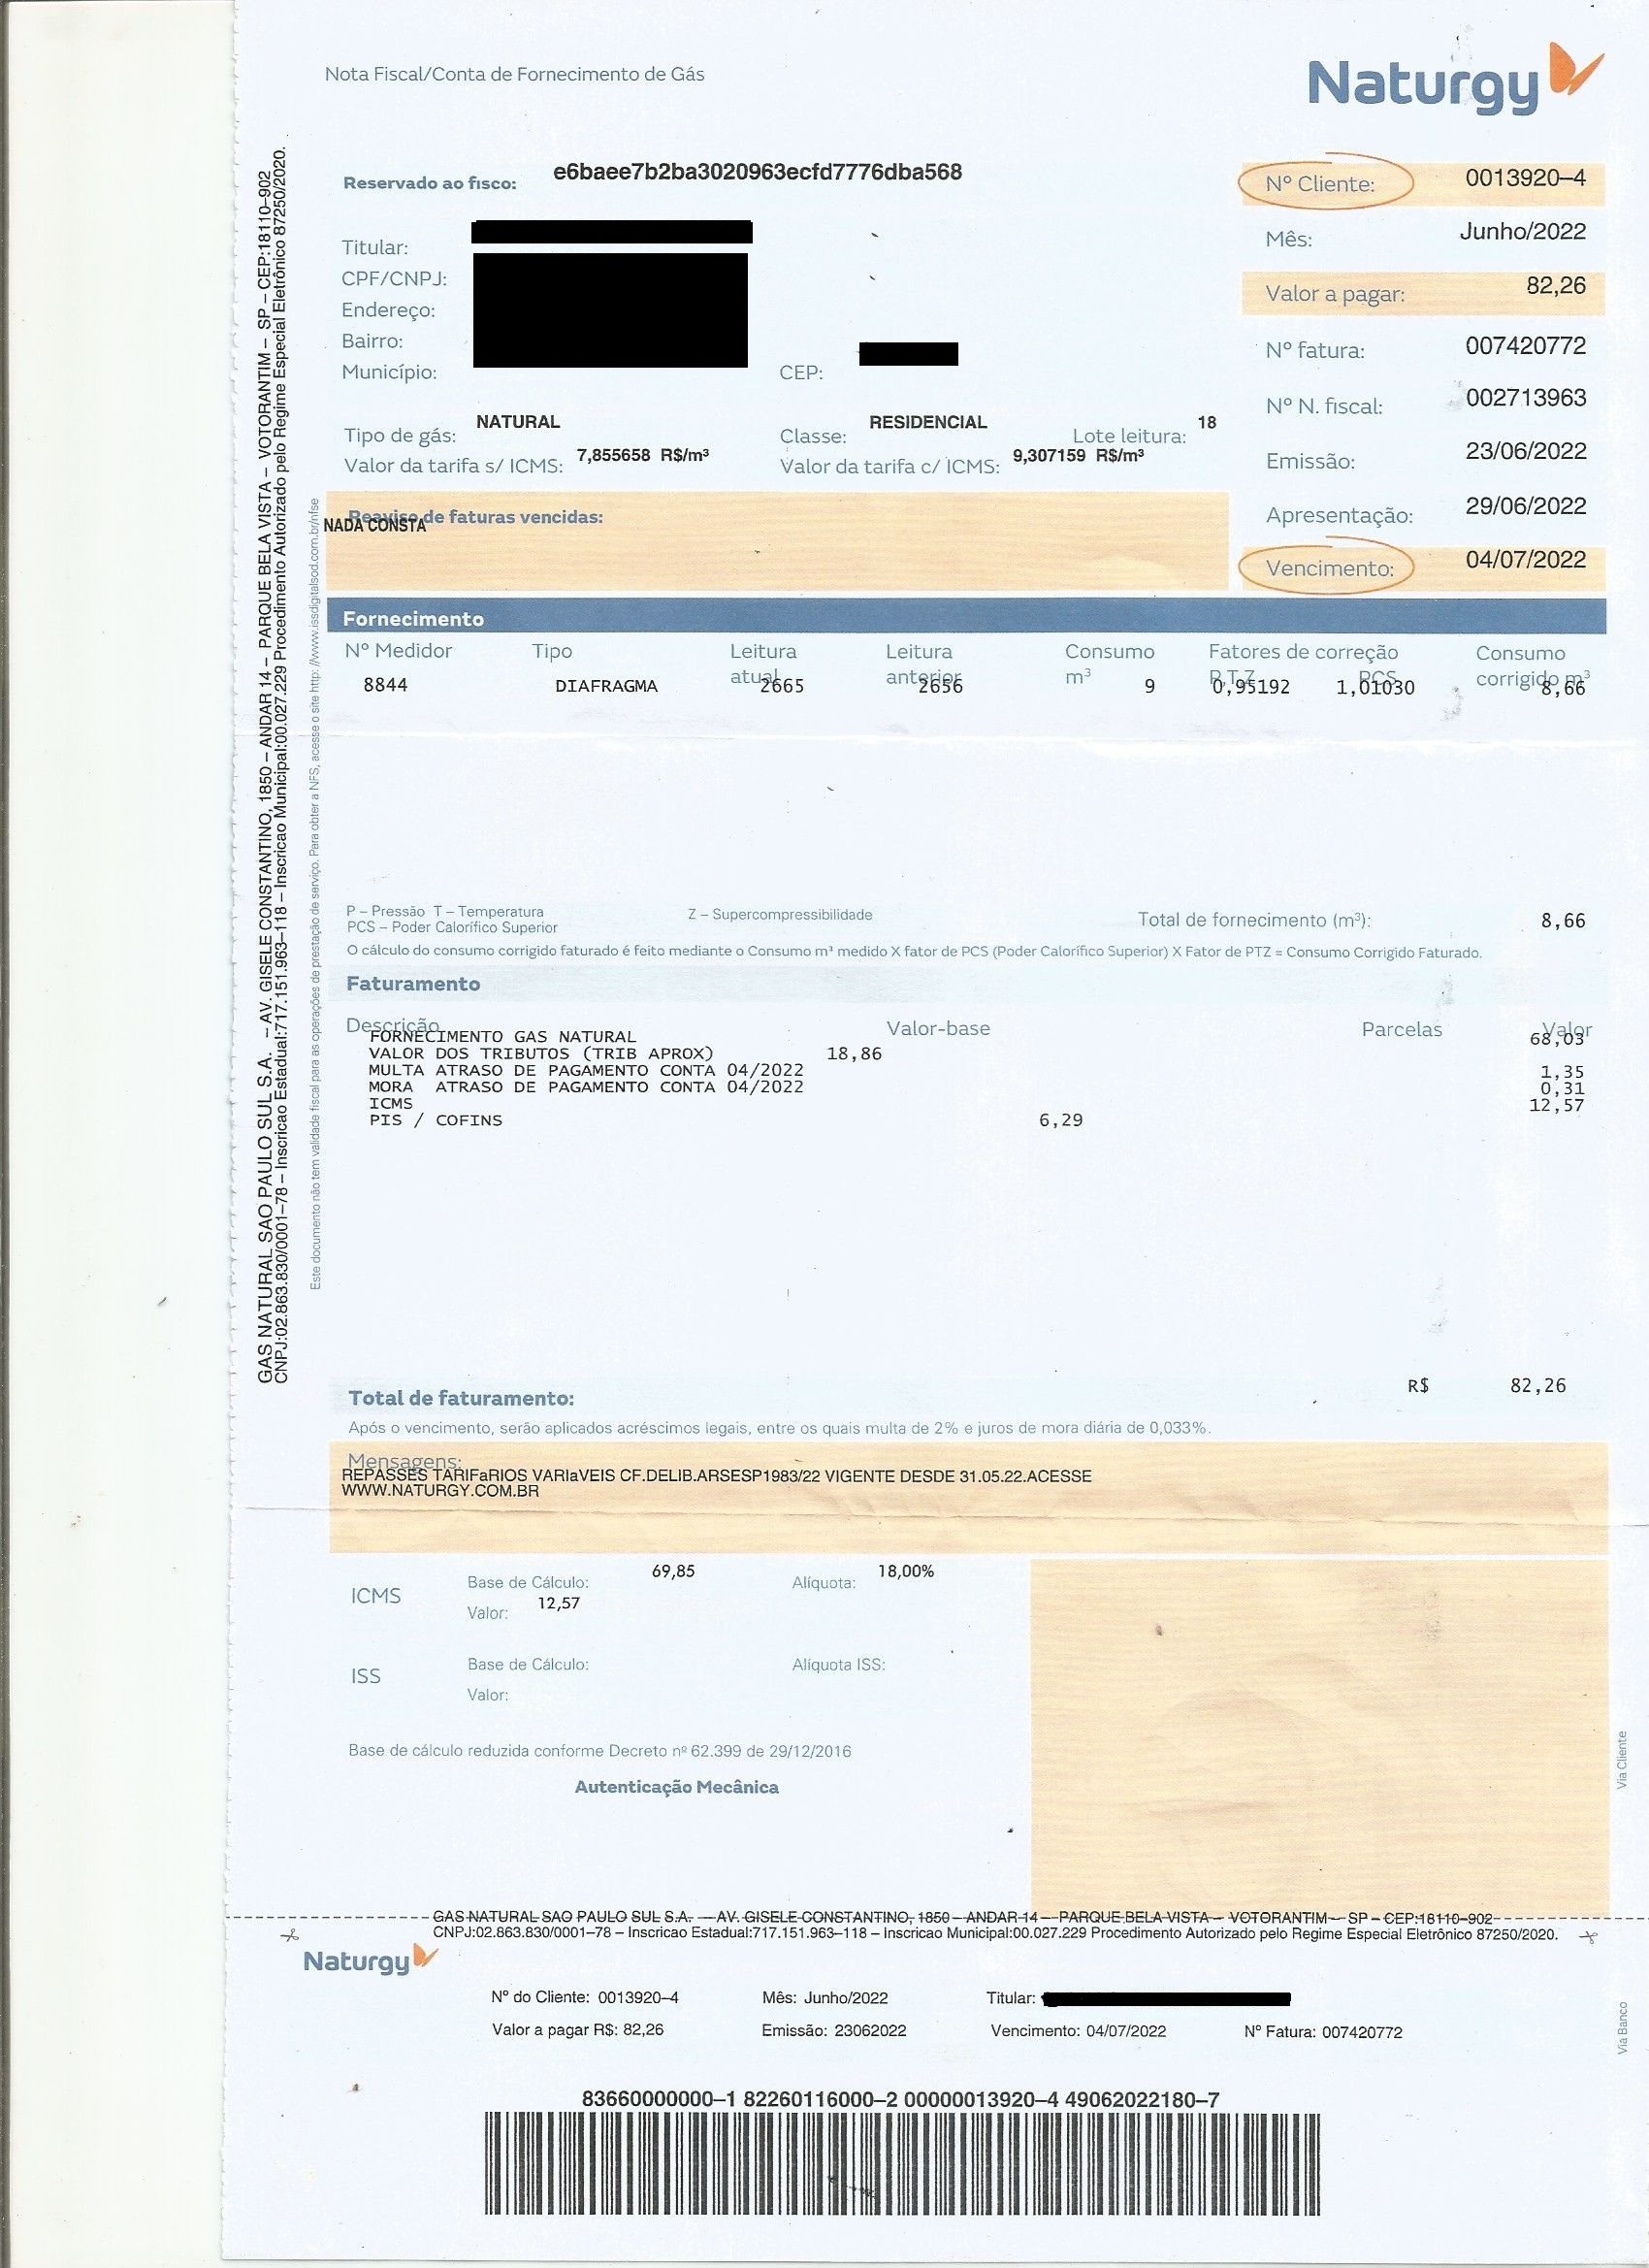 Nota Fiscal/Conta de Fornecimento de Gás
Naturgy
Reservado ao fisco: e6baee7b2ba3020963ecfd7776dba568
Nº Cliente: 0013920–4
Mês: Junho/2022
Valor a pagar: 82,26
Nº fatura: 007420772
Nº N. fiscal: 002713963
Emissão: 23/06/2022
Apresentação: 29/06/2022
Vencimento: 04/07/2022
Titular:
CPF/CNPJ:
Endereço:
Bairro:
Município: CEP:
Tipo de gás: NATURAL Classe: RESIDENCIAL Lote leitura: 18
Valor da tarifa s/ ICMS: 7,855658 R$/m³ Valor da tarifa c/ ICMS: 9,307159 R$/m³
Reaviso de faturas vencidas:
NADA CONSTA
Fornecimento
Nº Medidor Tipo Leitura atual Leitura anterior Consumo m³ Fatores de correção P.T.Z PCS Consumo corrigido m³
8844 DIAFRAGMA 2665 2656 9 0,95192 1,01030 8,66
P – Pressão T – Temperatura Z – Supercompressibilidade
PCS – Poder Calorífico Superior
Total de fornecimento (m³): 8,66
O cálculo do consumo corrigido faturado é feito mediante o Consumo m³ medido X fator de PCS (Poder Calorífico Superior) X Fator de PTZ = Consumo Corrigido Faturado.
Faturamento
Descrição Valor-base Parcelas Valor
FORNECIMENTO GAS NATURAL 68,03
VALOR DOS TRIBUTOS (TRIB APROX) 18,86
MULTA ATRASO DE PAGAMENTO CONTA 04/2022 1,35
MORA ATRASO DE PAGAMENTO CONTA 04/2022 0,31
ICMS 12,57
PIS / COFINS 6,29
Total de faturamento: R$ 82,26
Após o vencimento, serão aplicados acréscimos legais, entre os quais multa de 2% e juros de mora diária de 0,033%.
Mensagens:
REPASSES TARIFaRIOS VARIaVEIS CF.DELIB.ARSESP1983/22 VIGENTE DESDE 31.05.22.ACESSE
WWW.NATURGY.COM.BR
ICMS Base de Cálculo: 69,85 Alíquota: 18,00%
Valor: 12,57
ISS Base de Cálculo: Alíquota ISS:
Valor:
Base de cálculo reduzida conforme Decreto nº 62.399 de 29/12/2016
Autenticação Mecânica
Via Cliente
GAS NATURAL SAO PAULO SUL S.A. – AV. GISELE CONSTANTINO, 1850 – ANDAR 14 – PARQUE BELA VISTA – VOTORANTIM – SP – CEP:18110–902
CNPJ:02.863.830/0001–78 – Inscricao Estadual:717.151.963–118 – Inscricao Municipal:00.027.229 Procedimento Autorizado pelo Regime Especial Eletrônico 87250/2020.
Este documento não tem validade fiscal para as operações de prestação de serviço. Para obter a NFS, acesse o site http: //www.issdigitalsod.com.br/nfse
GAS NATURAL SAO PAULO SUL S.A. – AV. GISELE CONSTANTINO, 1850 – ANDAR 14 – PARQUE BELA VISTA – VOTORANTIM – SP – CEP:18110–902
CNPJ:02.863.830/0001–78 – Inscricao Estadual:717.151.963–118 – Inscricao Municipal:00.027.229 Procedimento Autorizado pelo Regime Especial Eletrônico 87250/2020.
Naturgy
Nº do Cliente: 0013920–4 Mês: Junho/2022 Titular:
Valor a pagar R$: 82,26 Emissão: 23062022 Vencimento: 04/07/2022 Nº Fatura: 007420772
Via Banco
83660000000–1 82260116000–2 00000013920–4 49062022180–7